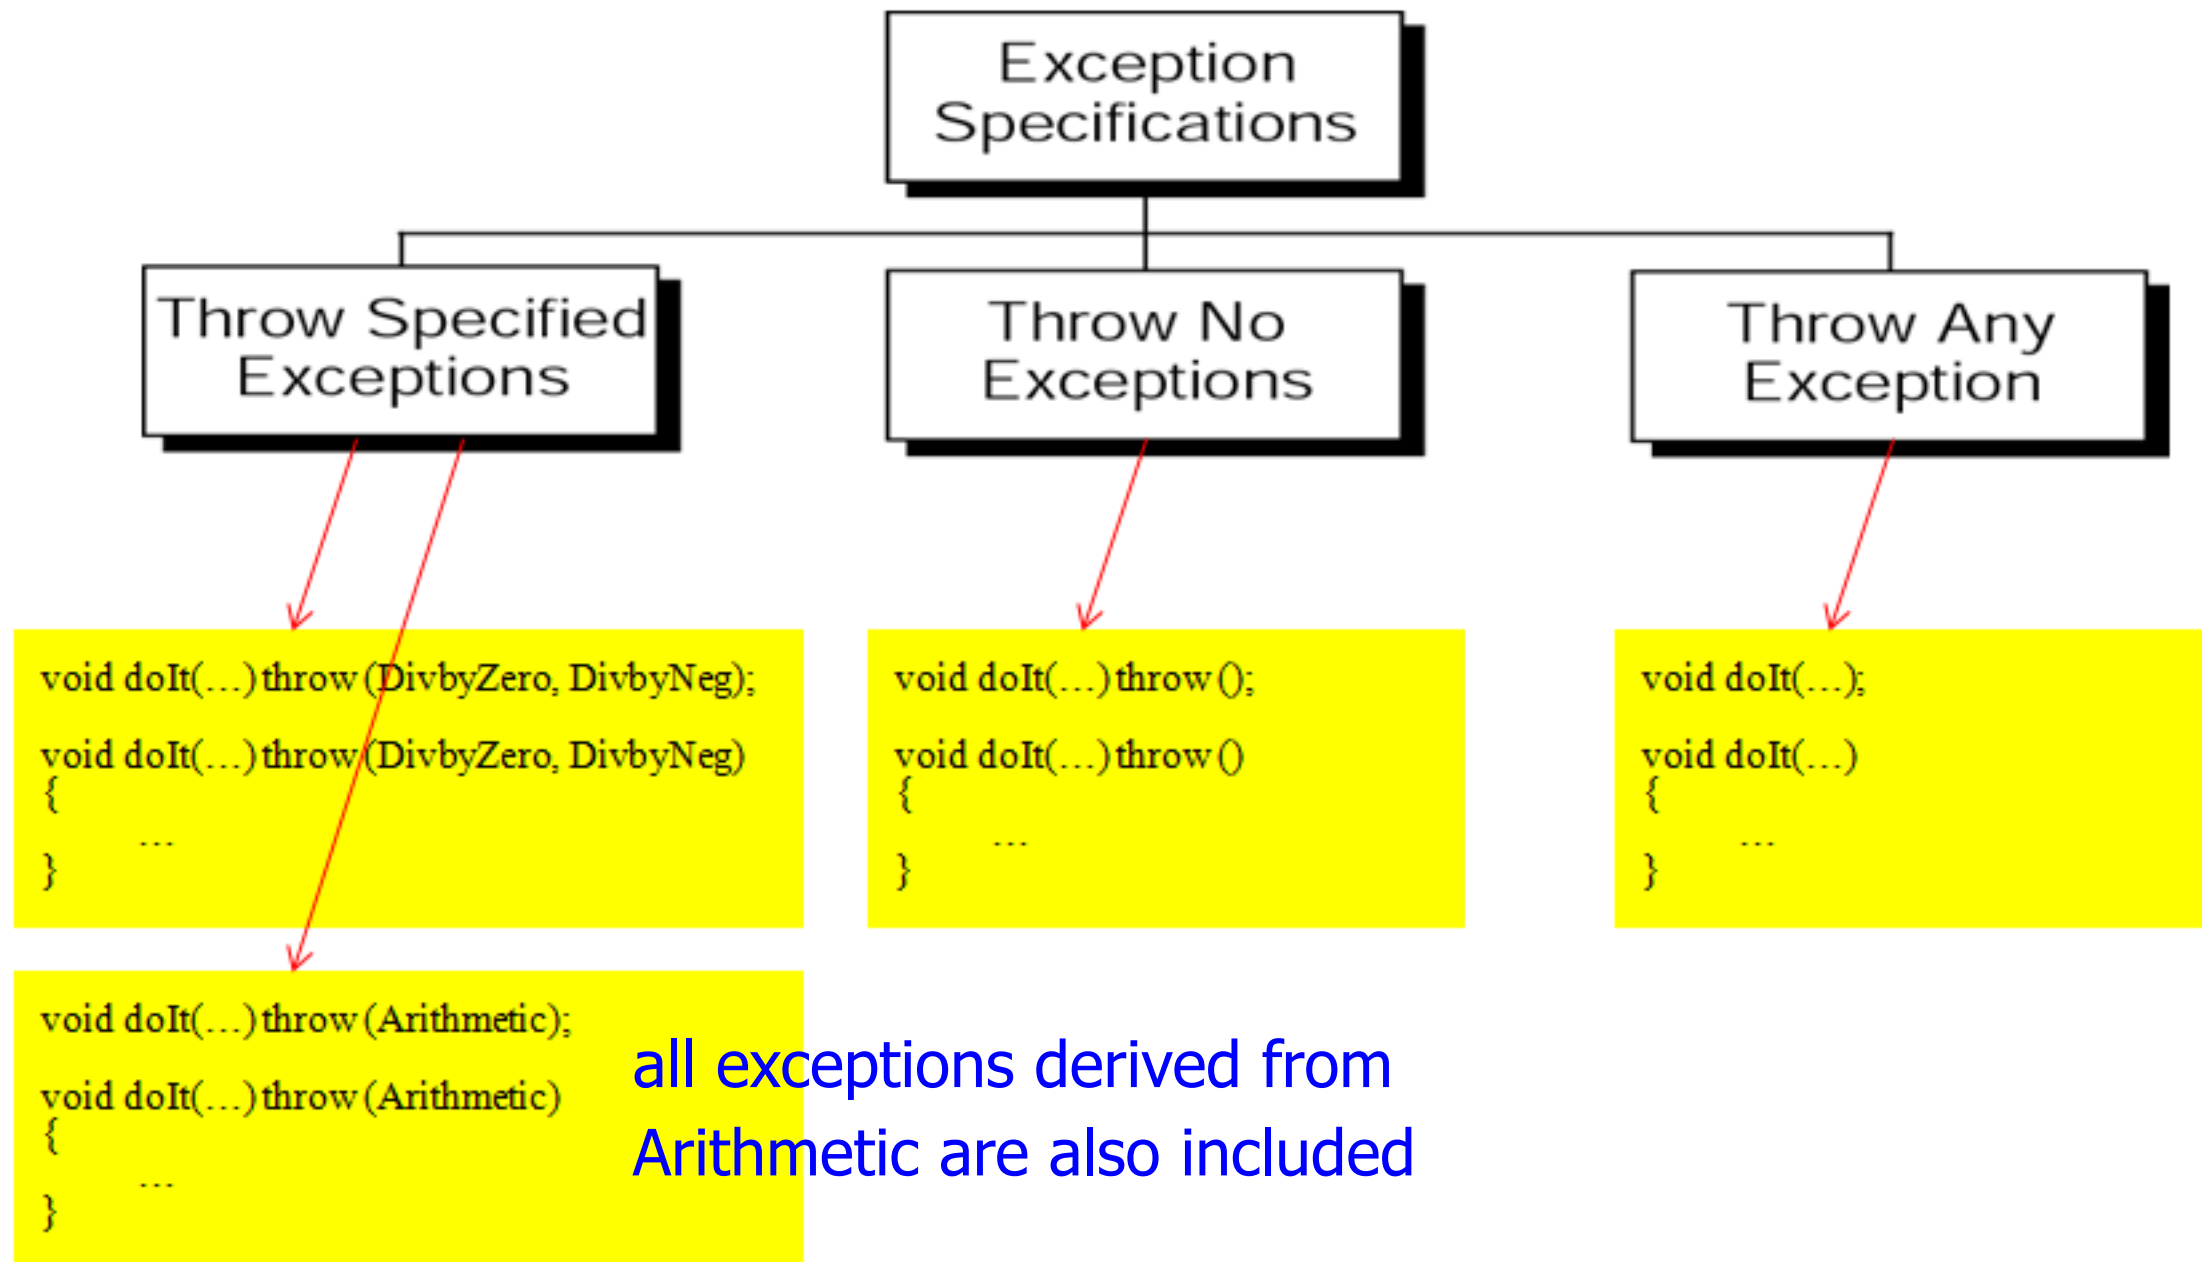 Exception
Specifications
Throw Specified
Exceptions
Throw No
Exceptions
Throw Any
Exception
void doIt(…) throw (DivbyZero, DivbyNeg);
void doIt(…) throw (DivbyZero, DivbyNeg)
{
…
}
void doIt(…) throw ();
void doIt(…) throw ()
{
…
}
void doIt(…);
void doIt(…)
{
…
}
void doIt(…) throw (Arithmetic);
void doIt(…) throw (Arithmetic)
{
…
}
all exceptions derived from
Arithmetic are also included